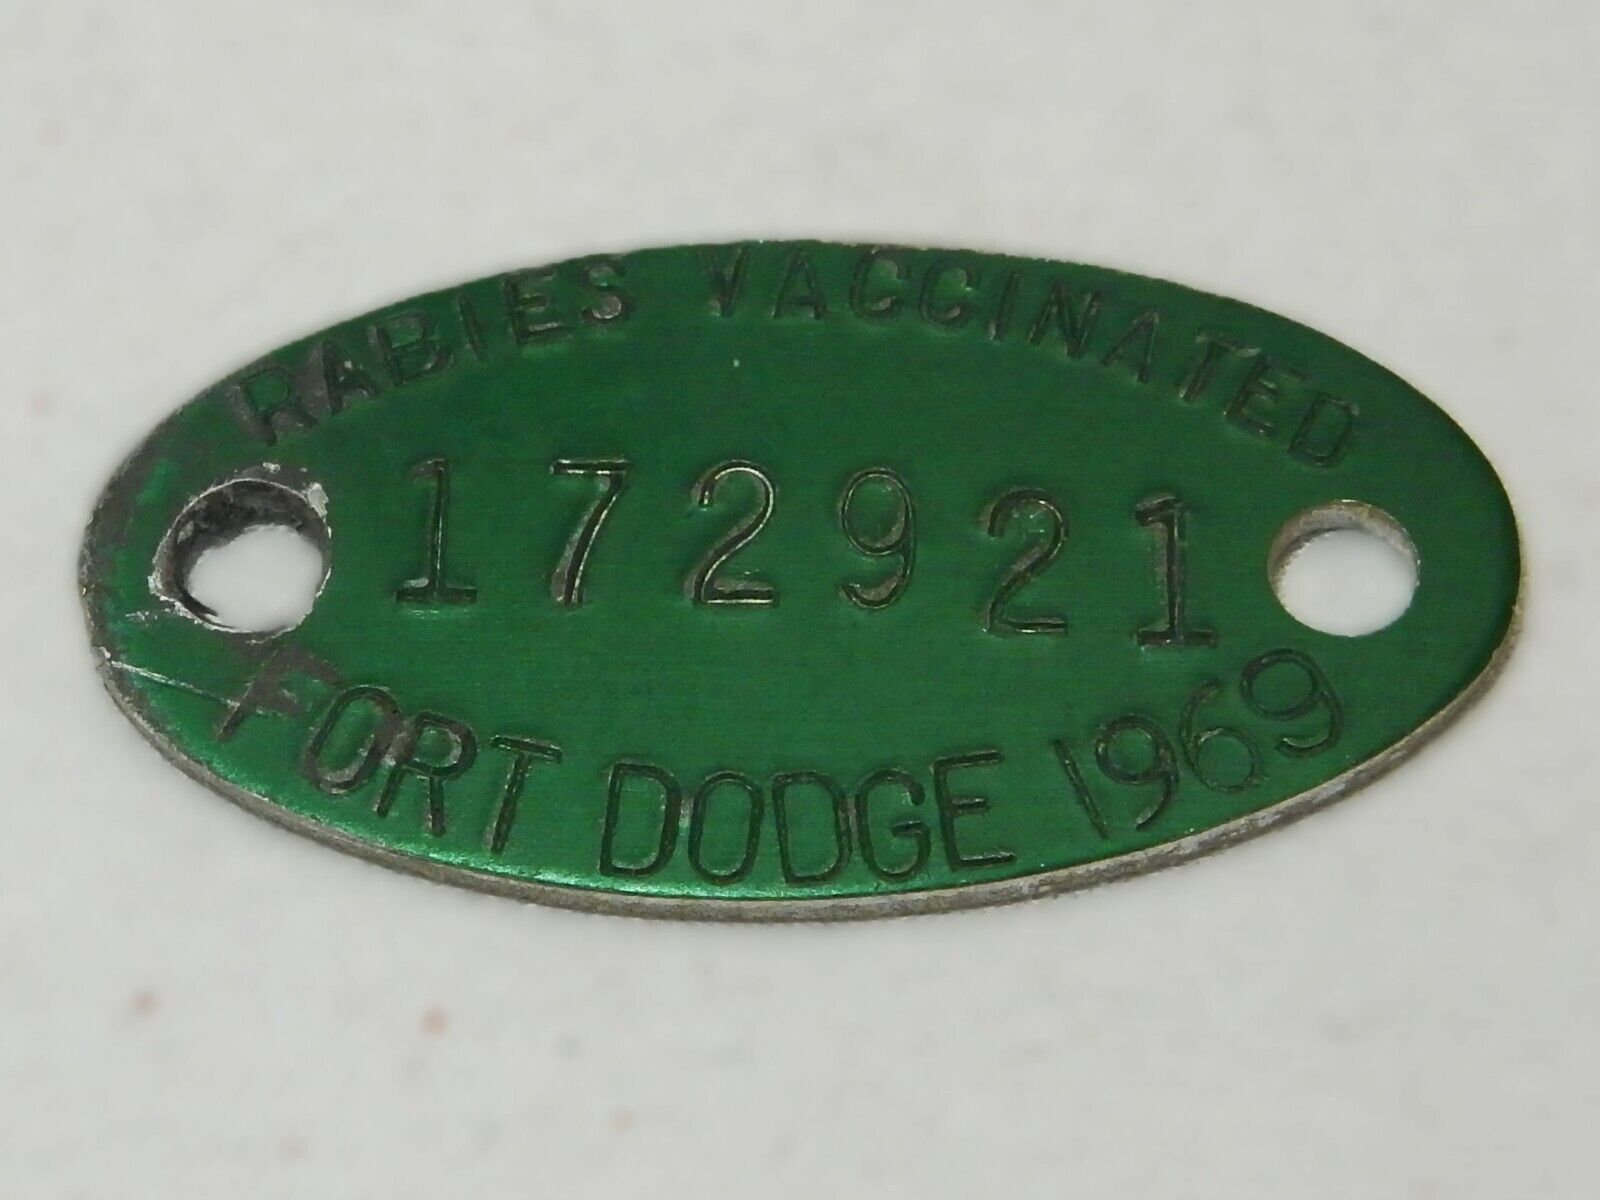 RABIES VACCINATED
172921
FORT DODGE 1969